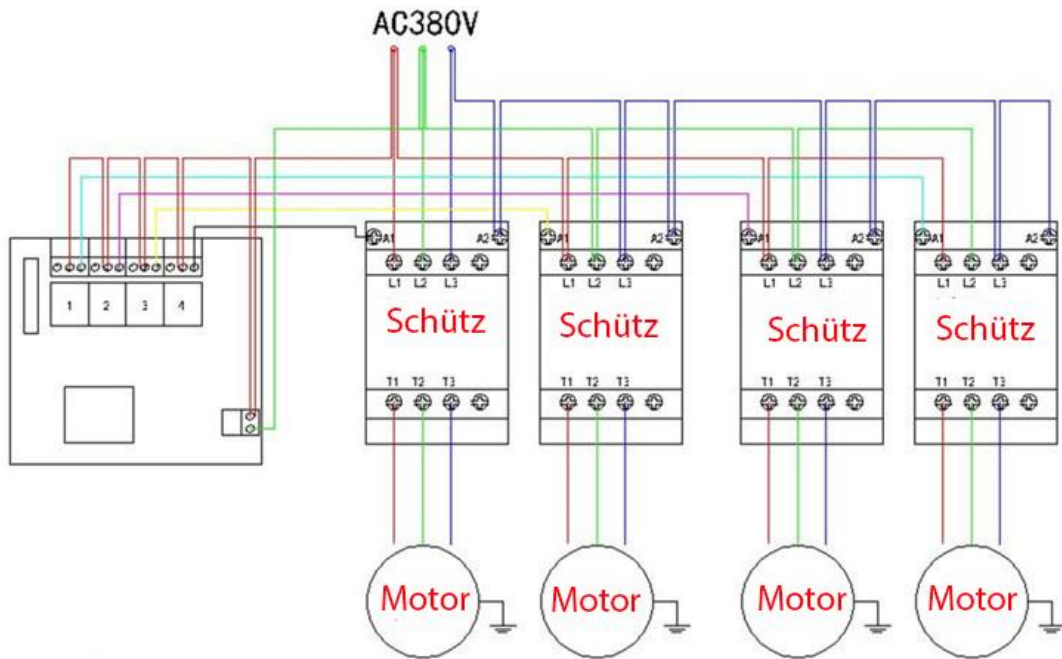 AC380V
A1 A2 A1 A2 A1 A2 A1 A2
L1 L2 L3 L1 L2 L3 L1 L2 L3 L1 L2 L3
1 2 3 4
Schütz Schütz Schütz Schütz
T1 T2 T3 T1 T2 T3 T1 T2 T3 T1 T2 T3
Motor Motor Motor Motor